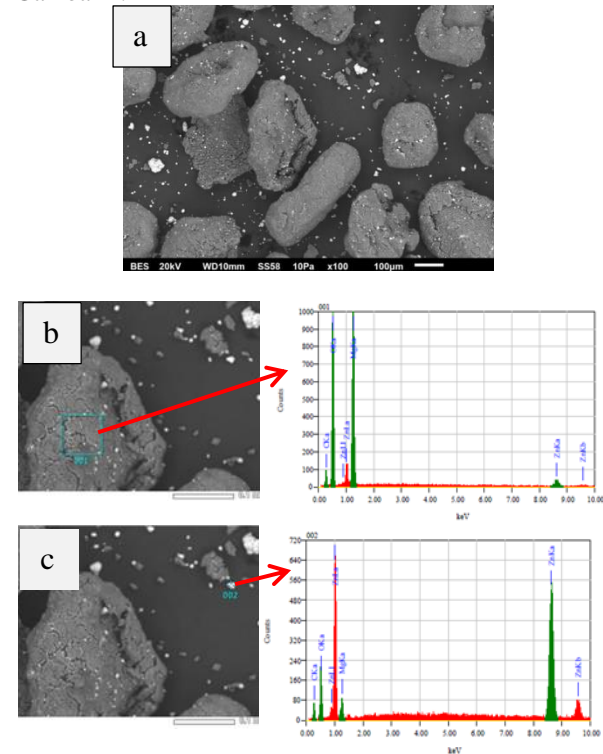 a
BES 20kV WD10mm SS58 10Pa x100 100µm
b
001
001
1000
900
800
700
600
500
400
300
200
100
0
Counts
CKa
OKa
ZnLl
ZnLa
MgKa
ZnKa
ZnKb
0.00 1.00 2.00 3.00 4.00 5.00 6.00 7.00 8.00 9.00 10.00
keV
c
002
002
720
640
560
480
400
320
240
160
80
0
Counts
CKa
OKa
ZnLl
ZnLa
MgKa
ZnKa
ZnKb
0.00 1.00 2.00 3.00 4.00 5.00 6.00 7.00 8.00 9.00 10.00
keV